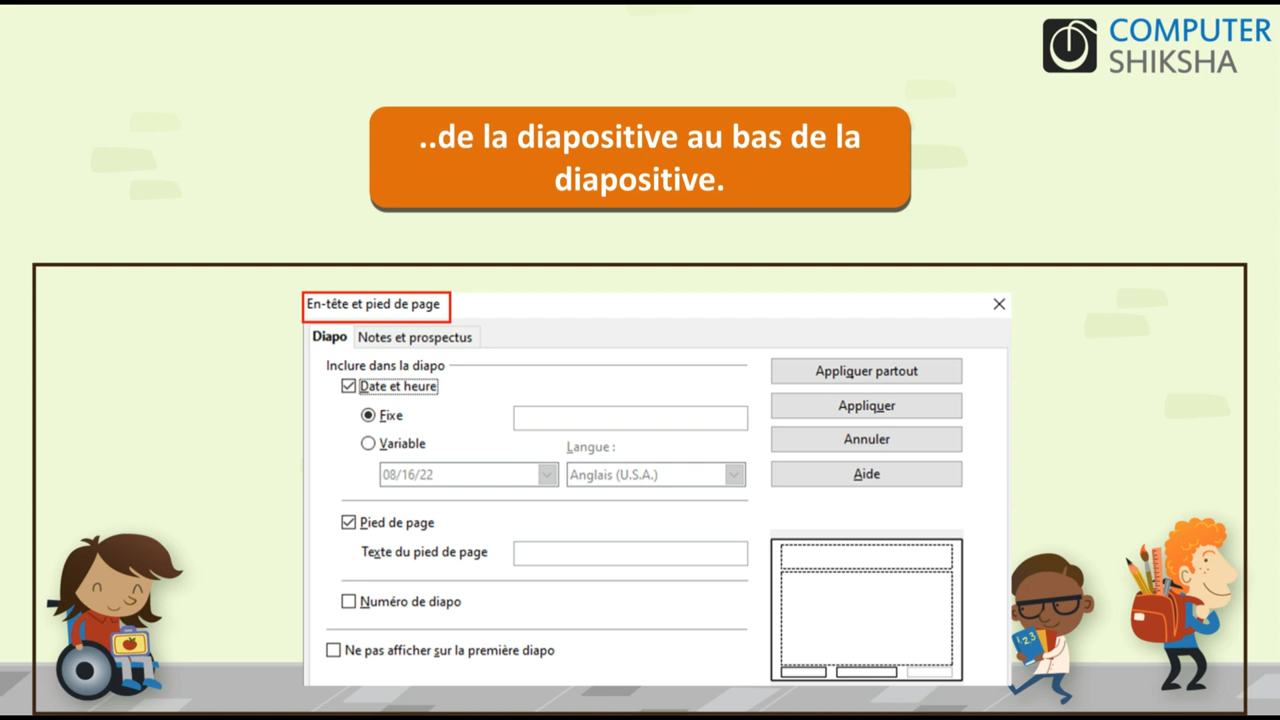 COMPUTER
SHIKSHA
..de la diapositive au bas de la
diapositive.
En-tête et pied de page
Diapo Notes et prospectus
Inclure dans la diapo
Date et heure
Fixe
Variable
Langue :
08/16/22 Anglais (U.S.A.)
Pied de page
Texte du pied de page
Numéro de diapo
Ne pas afficher sur la première diapo
Appliquer partout
Appliquer
Annuler
Aide
1 2 3